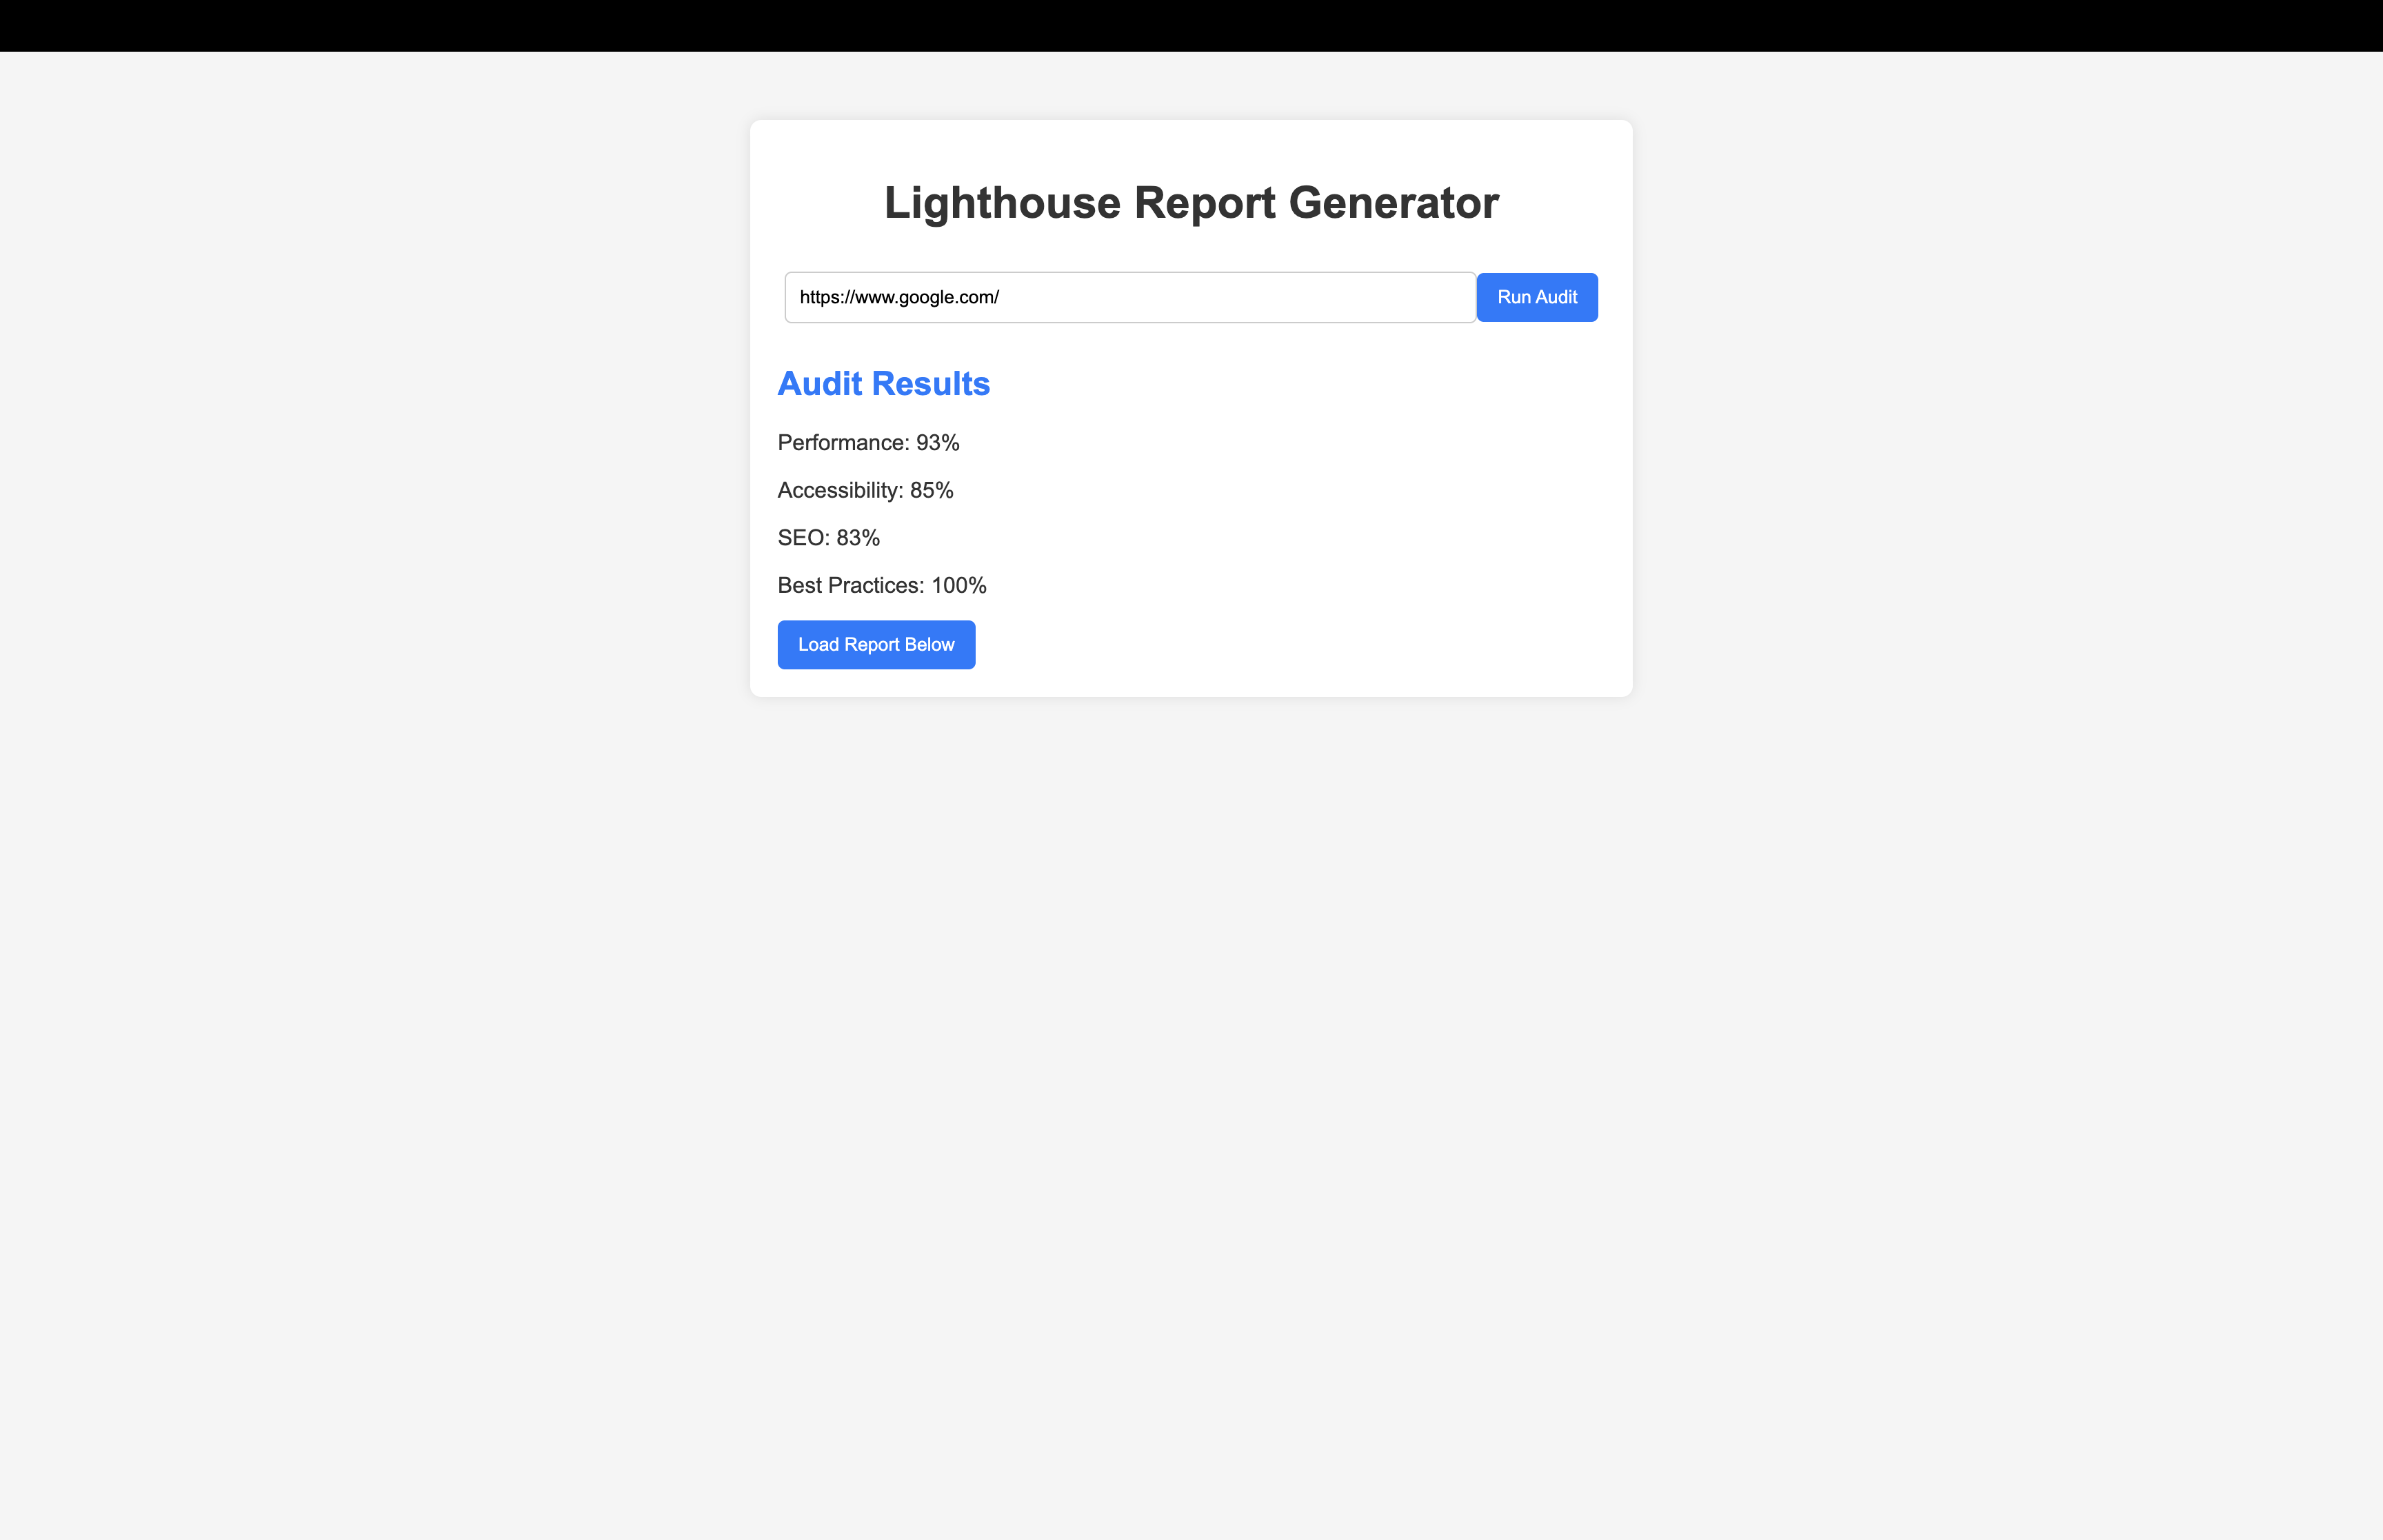 Lighthouse Report Generator
https://www.google.com/
Run Audit
Audit Results
Performance: 93%
Accessibility: 85%
SEO: 83%
Best Practices: 100%
Load Report Below